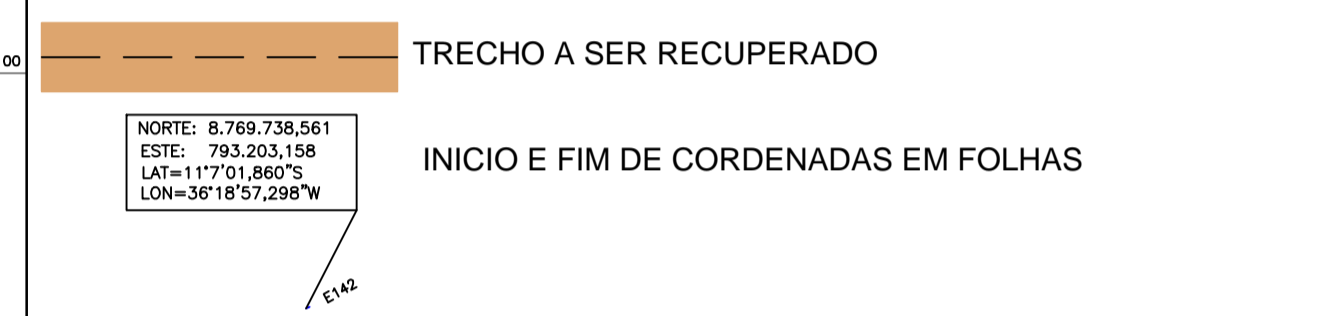 00
TRECHO A SER RECUPERADO
NORTE: 8.769.738,561
ESTE: 793.203,158
LAT=11°7'01,860"S
LON=36°18'57,298"W
INICIO E FIM DE CORDENADAS EM FOLHAS
E142